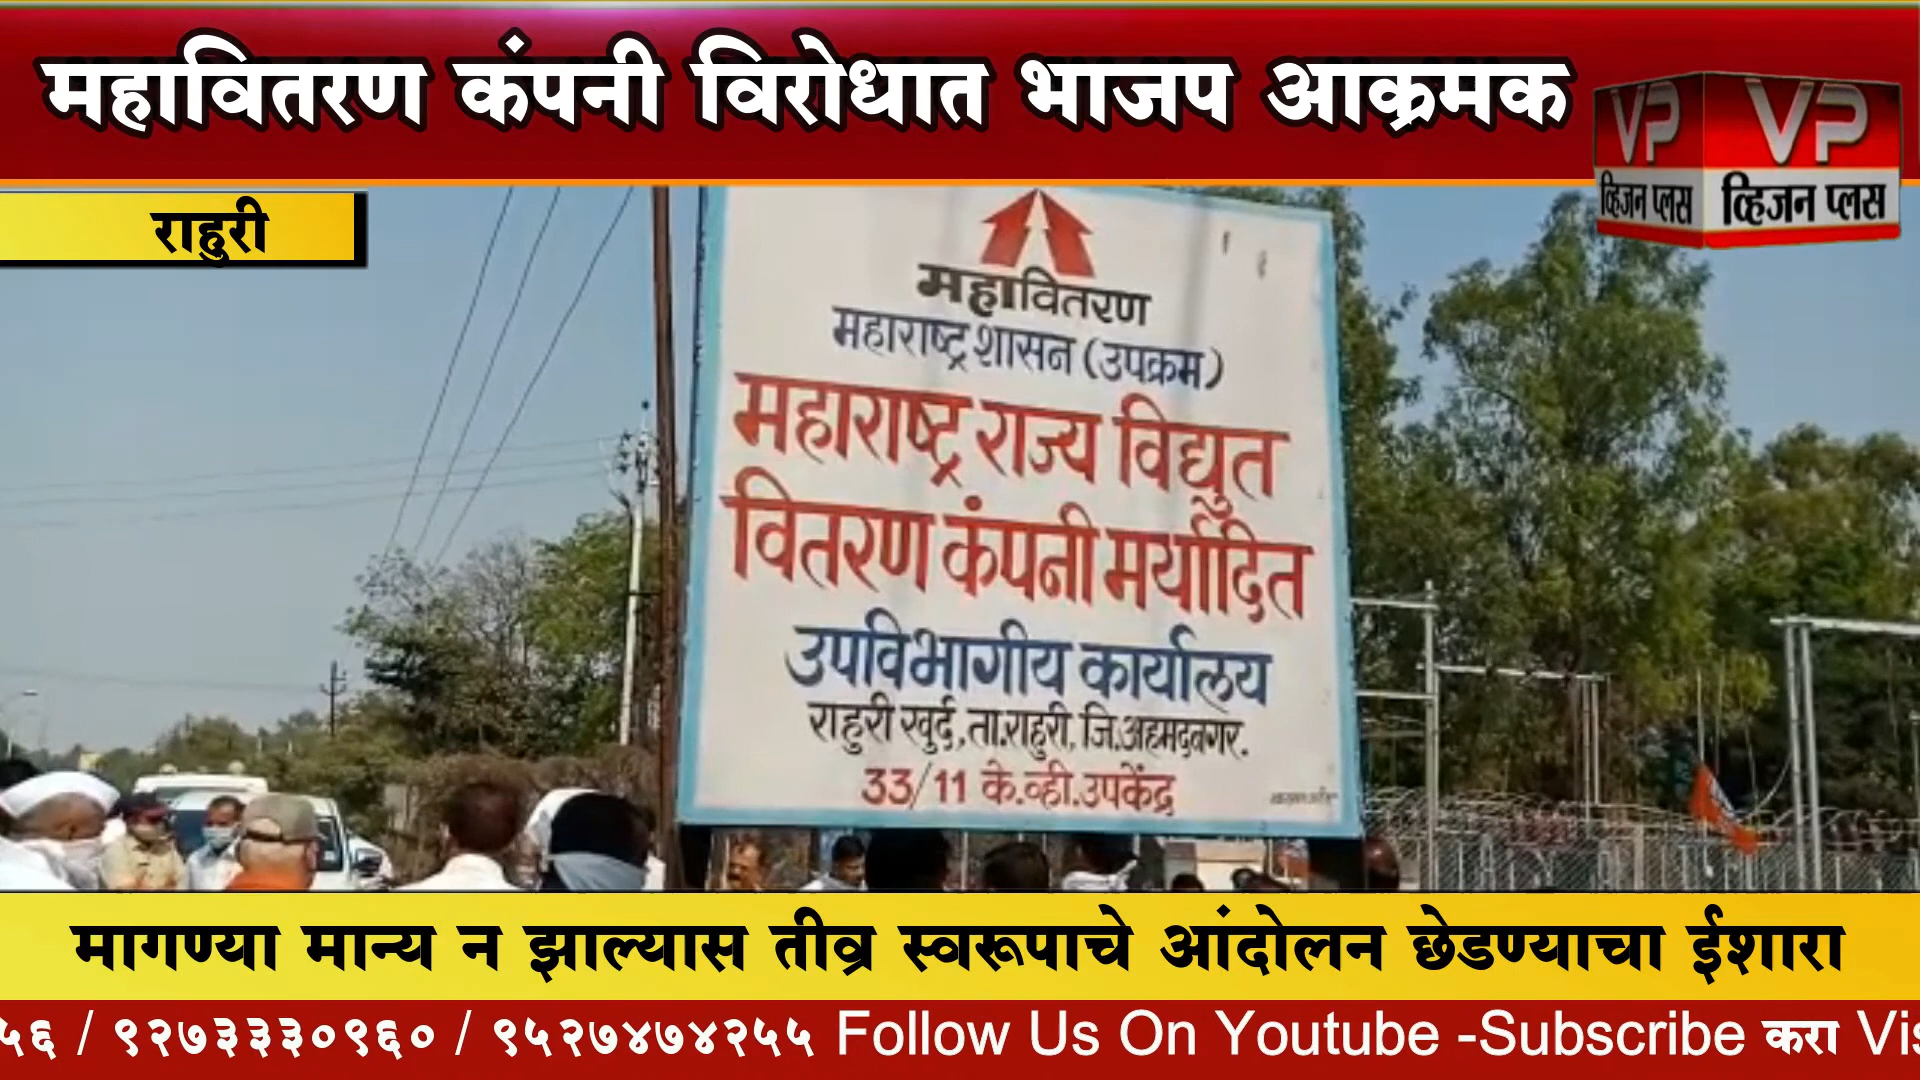 महावितरण कंपनी विरोधात भाजप आक्रमक
VP VP
व्हिजन प्लस व्हिजन प्लस
राहुरी
महावितरण
महाराष्ट्र शासन (उपक्रम)
महाराष्ट्र राज्य विद्युत
वितरण कंपनी मर्यादित
उपविभागीय कार्यालय
राहुरी खुर्द, ता.राहुरी, जि.अहमदनगर.
33/11 के.व्ही.उपकेंद्र
मागण्या मान्य न झाल्यास तीव्र स्वरूपाचे आंदोलन छेडण्याचा ईशारा
५६ / ९२७३३३०९६० / ९५२७४७४२५५ Follow Us On Youtube -Subscribe करा Vis